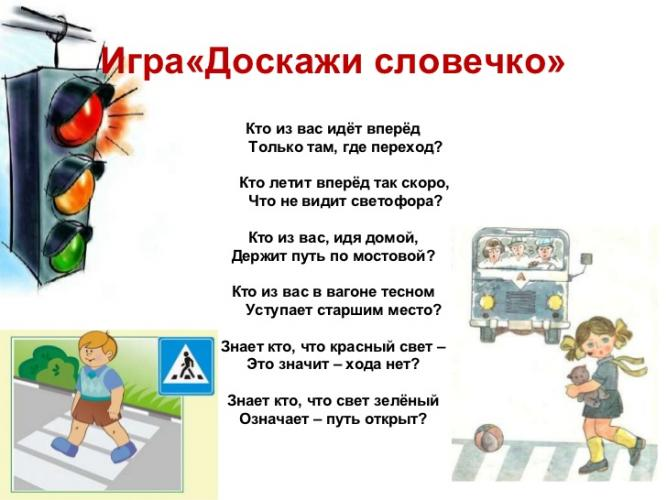 Игра«Доскажи словечко»
Кто из вас идёт вперёд
Только там, где переход?
Кто летит вперёд так скоро,
Что не видит светофора?
Кто из вас, идя домой,
Держит путь по мостовой?
Кто из вас в вагоне тесном
Уступает старшим место?
Знает кто, что красный свет –
Это значит – хода нет?
Знает кто, что свет зелёный
Означает – путь открыт?